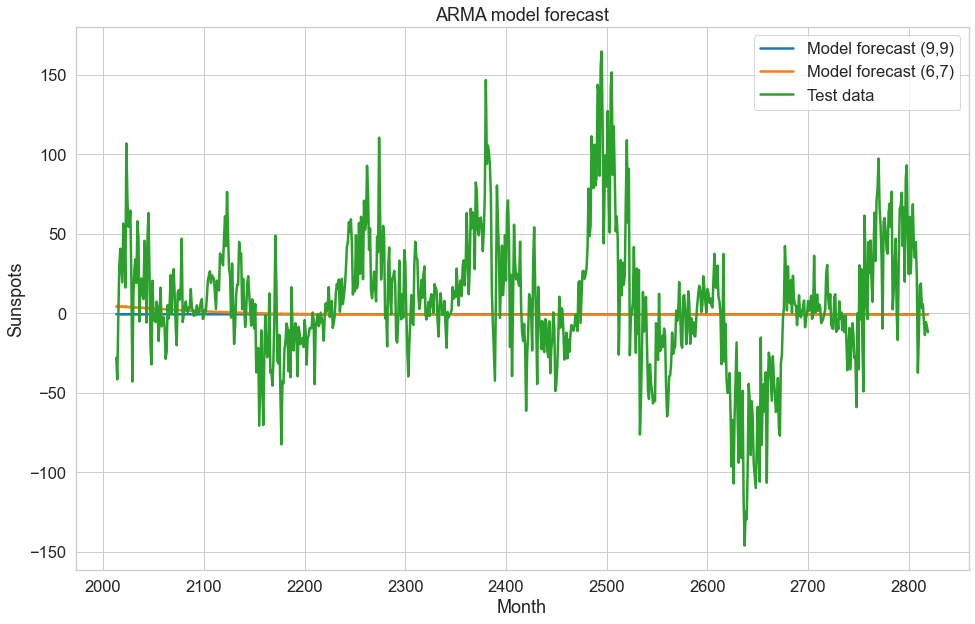 ARMA model forecast
Model forecast (9,9)
Model forecast (6,7)
Test data
Sunspots
150
100
50
0
−50
−100
−150
2000 2100 2200 2300 2400 2500 2600 2700 2800
Month